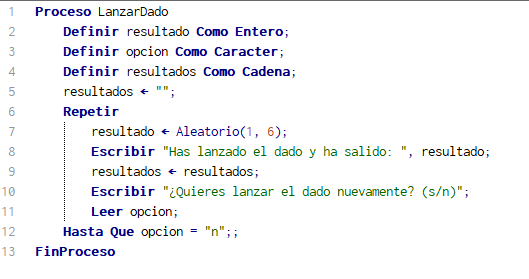 1 Proceso LanzarDado
2 Definir resultado Como Entero;
3 Definir opcion Como Caracter;
4 Definir resultados Como Cadena;
5 resultados ← "";
6 Repetir
7 resultado ← Aleatorio(1, 6);
8 Escribir "Has lanzado el dado y ha salido: ", resultado;
9 resultados ← resultados;
10 Escribir "¿Quieres lanzar el dado nuevamente? (s/n)";
11 Leer opcion;
12 Hasta Que opcion = "n";;
13 FinProceso